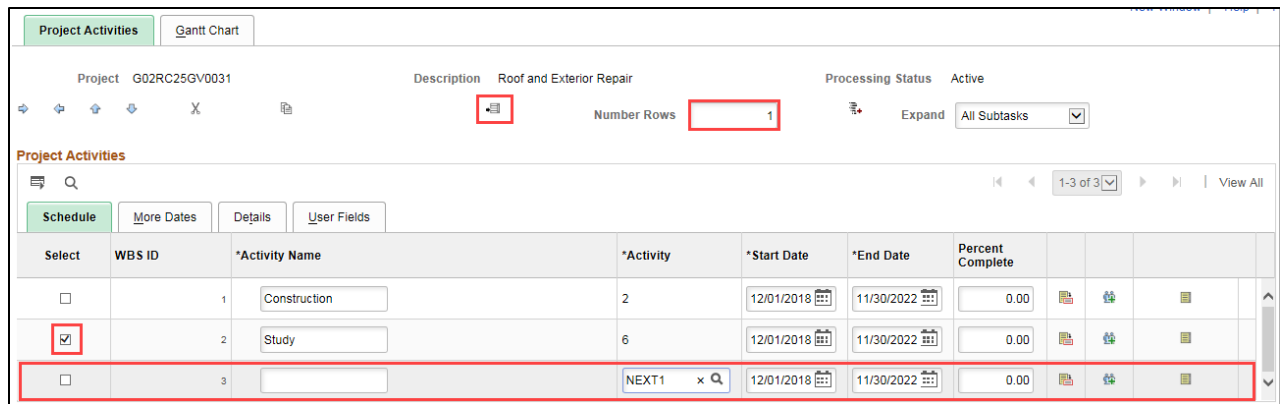 Project Activities Gantt Chart
Project G02RC25GV0031 Description Roof and Exterior Repair Processing Status Active
Number Rows 1 Expand All Subtasks
Project Activities
1-3 of 3 | View All
Schedule More Dates Details User Fields
Select WBS ID *Activity Name *Activity *Start Date *End Date Percent
Complete
1 Construction 2 12/01/2018 11/30/2022 0.00
2 Study 6 12/01/2018 11/30/2022 0.00
3 NEXT1 x 12/01/2018 11/30/2022 0.00